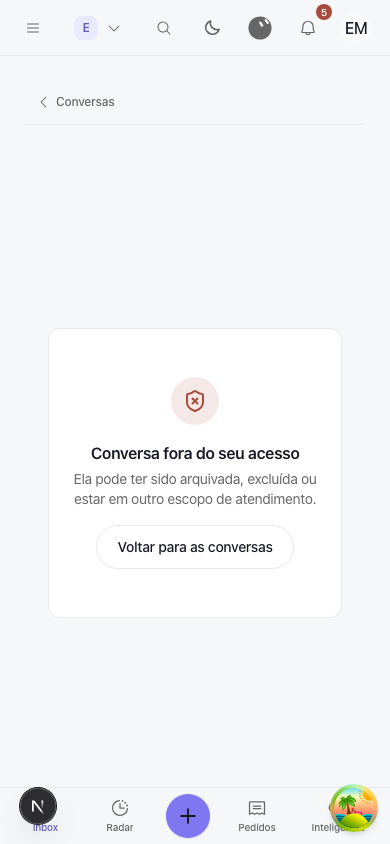 E
5
EM
Conversas
Conversa fora do seu acesso
Ela pode ter sido arquivada, excluída ou
estar em outro escopo de atendimento.
Voltar para as conversas
N
Inbox
Radar
Pedidos